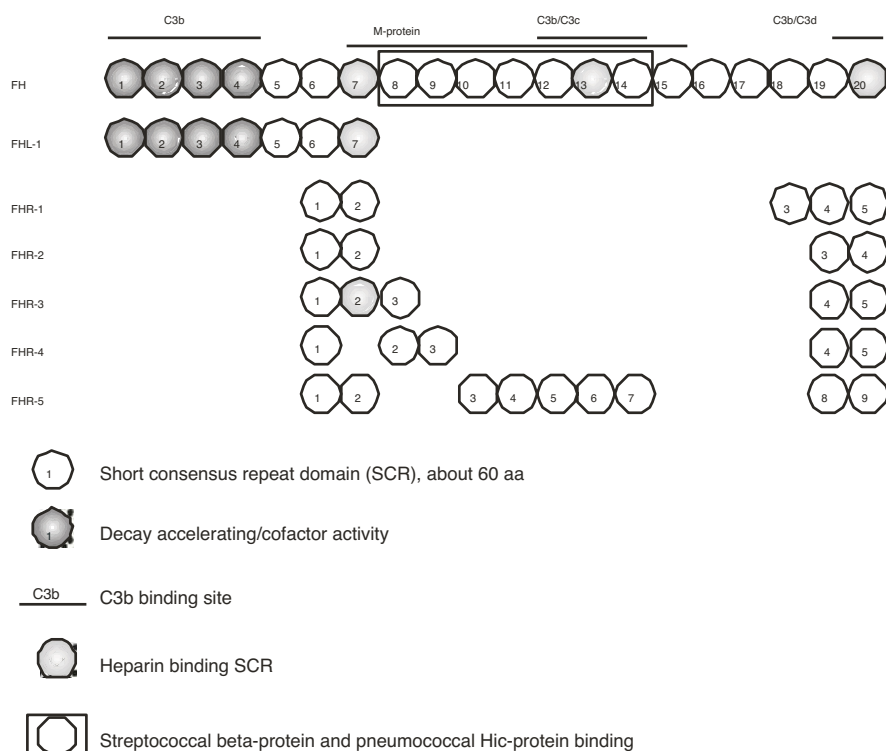 C3b C3b/C3c C3b/C3d
M-protein
FH 1 2 3 4 5 6 7 8 9 10 11 12 13 14 15 16 17 18 19 20
FHL-1 1 2 3 4 5 6 7
FHR-1 1 2 3 4 5
FHR-2 1 2 3 4
FHR-3 1 2 3 4 5
FHR-4 1 2 3 4 5
FHR-5 1 2 3 4 5 6 7 8 9
1 Short consensus repeat domain (SCR), about 60 aa
1 Decay accelerating/cofactor activity
C3b C3b binding site
Heparin binding SCR
Streptococcal beta-protein and pneumococcal Hic-protein binding